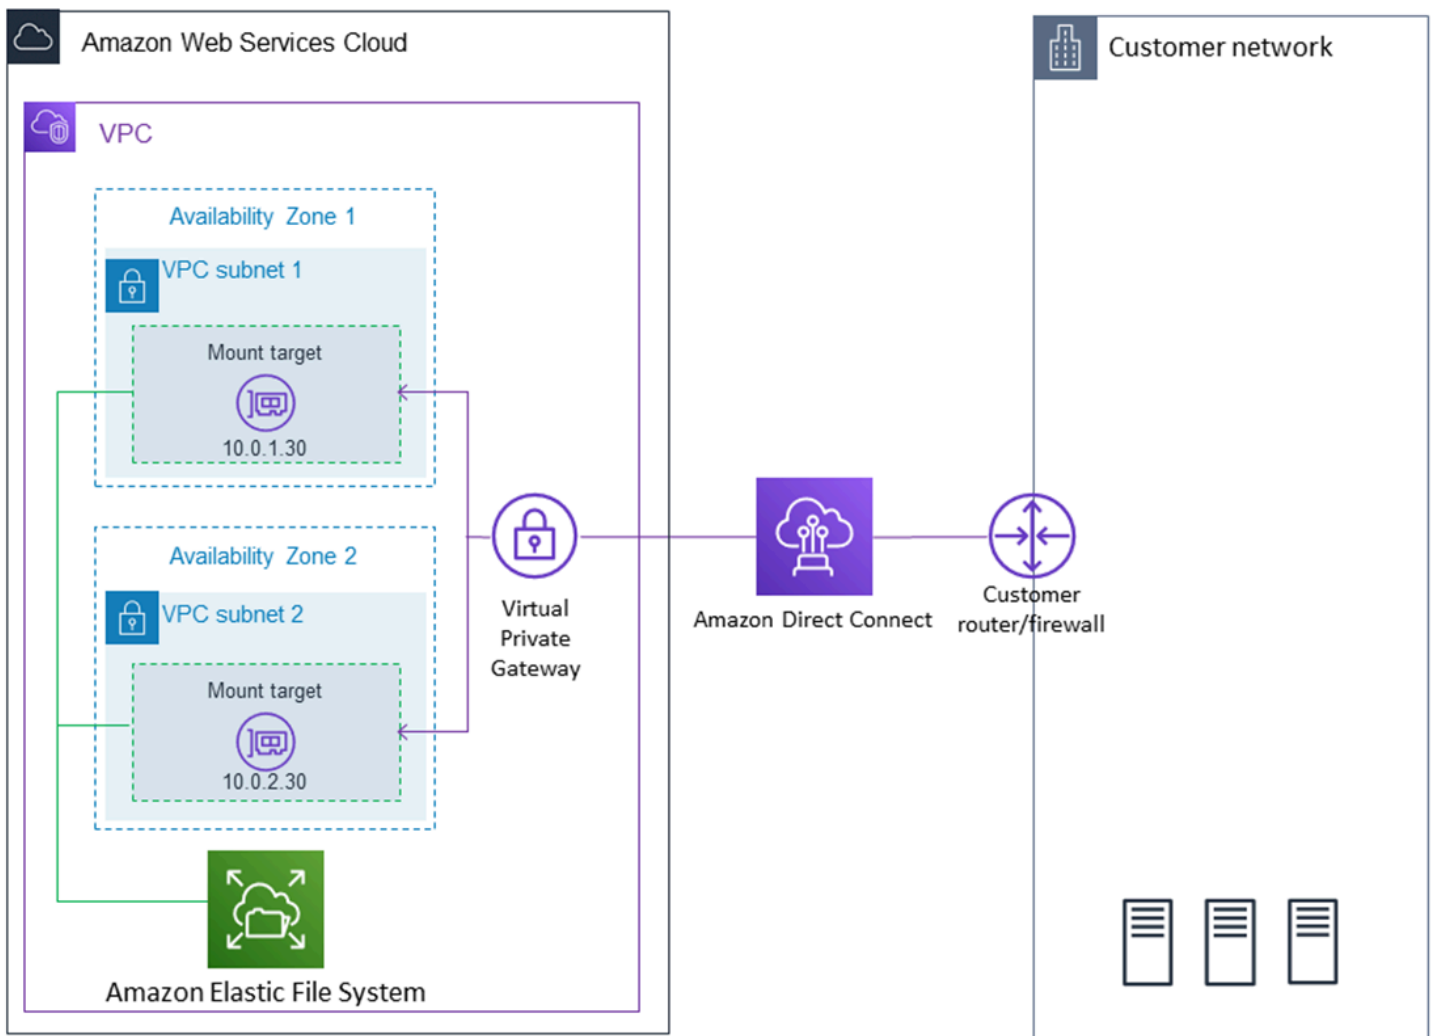 Amazon Web Services Cloud
VPC
Availability Zone 1
VPC subnet 1
Mount target
10.0.1.30
Availability Zone 2
VPC subnet 2
Mount target
10.0.2.30
Amazon Elastic File System
Virtual
Private
Gateway
Amazon Direct Connect
Customer
router/firewall
Customer network